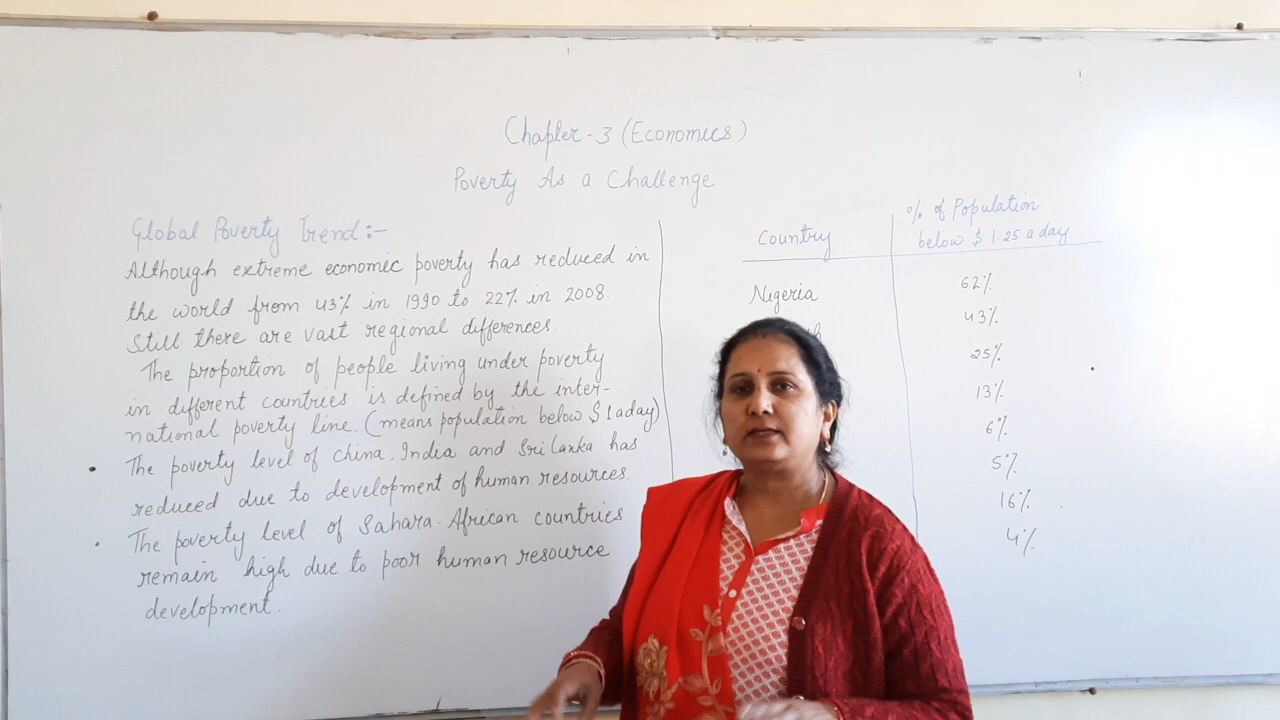 Chapter-3 (Economics)
Poverty As a Challenge
Global Poverty Trend :-
Although extreme economic poverty has reduced in
the world from 43% in 1990 to 22% in 2008.
Still there are vast regional differences.
The proportion of people living under poverty
in different countries is defined by the inter-
national poverty line. (means population below $ 1 a day)
• The poverty level of China, India and Sri Lanka has
reduced due to development of human resources.
• The poverty level of Sahara African countries
remain high due to poor human resource
development.
Country
% of Population
below $ 1.25 a day
Nigeria
62%
43%
25%
13%
6%
5%
16%
4%